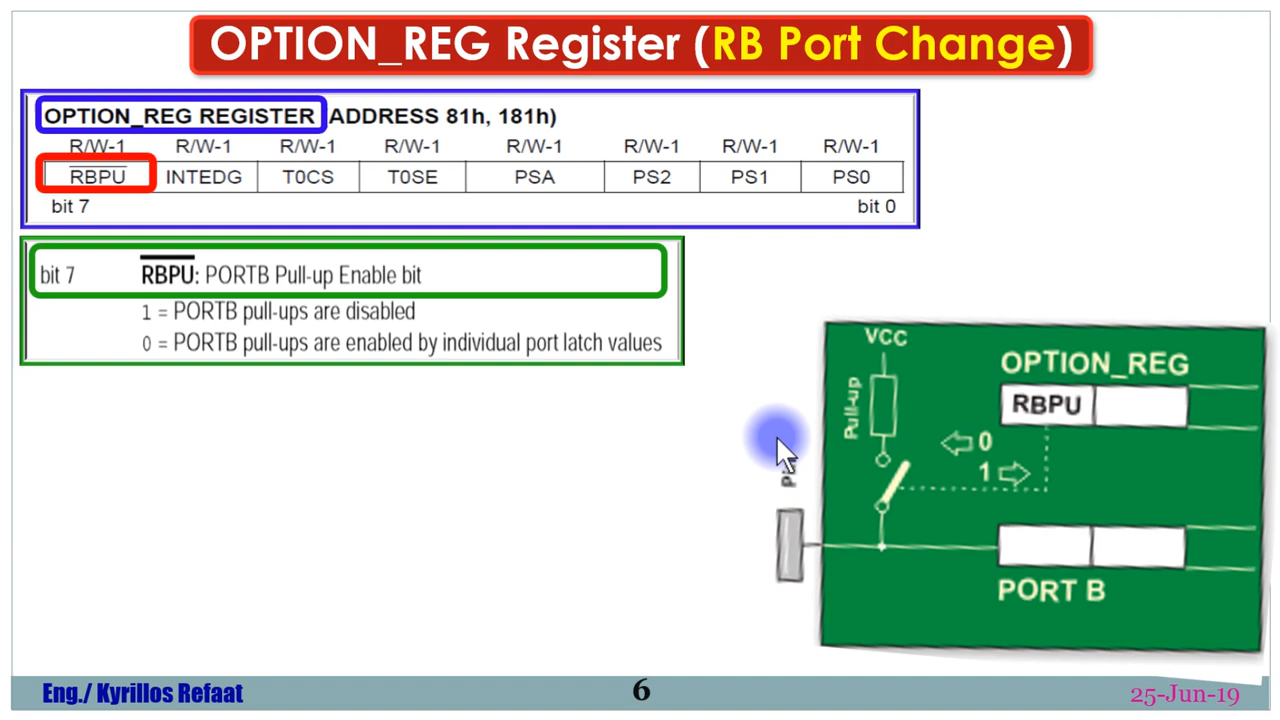 OPTION_REG Register (RB Port Change)
OPTION_REG REGISTER (ADDRESS 81h, 181h)
R/W-1 R/W-1 R/W-1 R/W-1 R/W-1 R/W-1 R/W-1 R/W-1
RBPU INTEDG T0CS T0SE PSA PS2 PS1 PS0
bit 7 bit 0
bit 7 RBPU: PORTB Pull-up Enable bit
1 = PORTB pull-ups are disabled
0 = PORTB pull-ups are enabled by individual port latch values
VCC
OPTION_REG
Pull-up
RBPU
0
1
PORT B
Eng./ Kyrillos Refaat 6 25-Jun-19